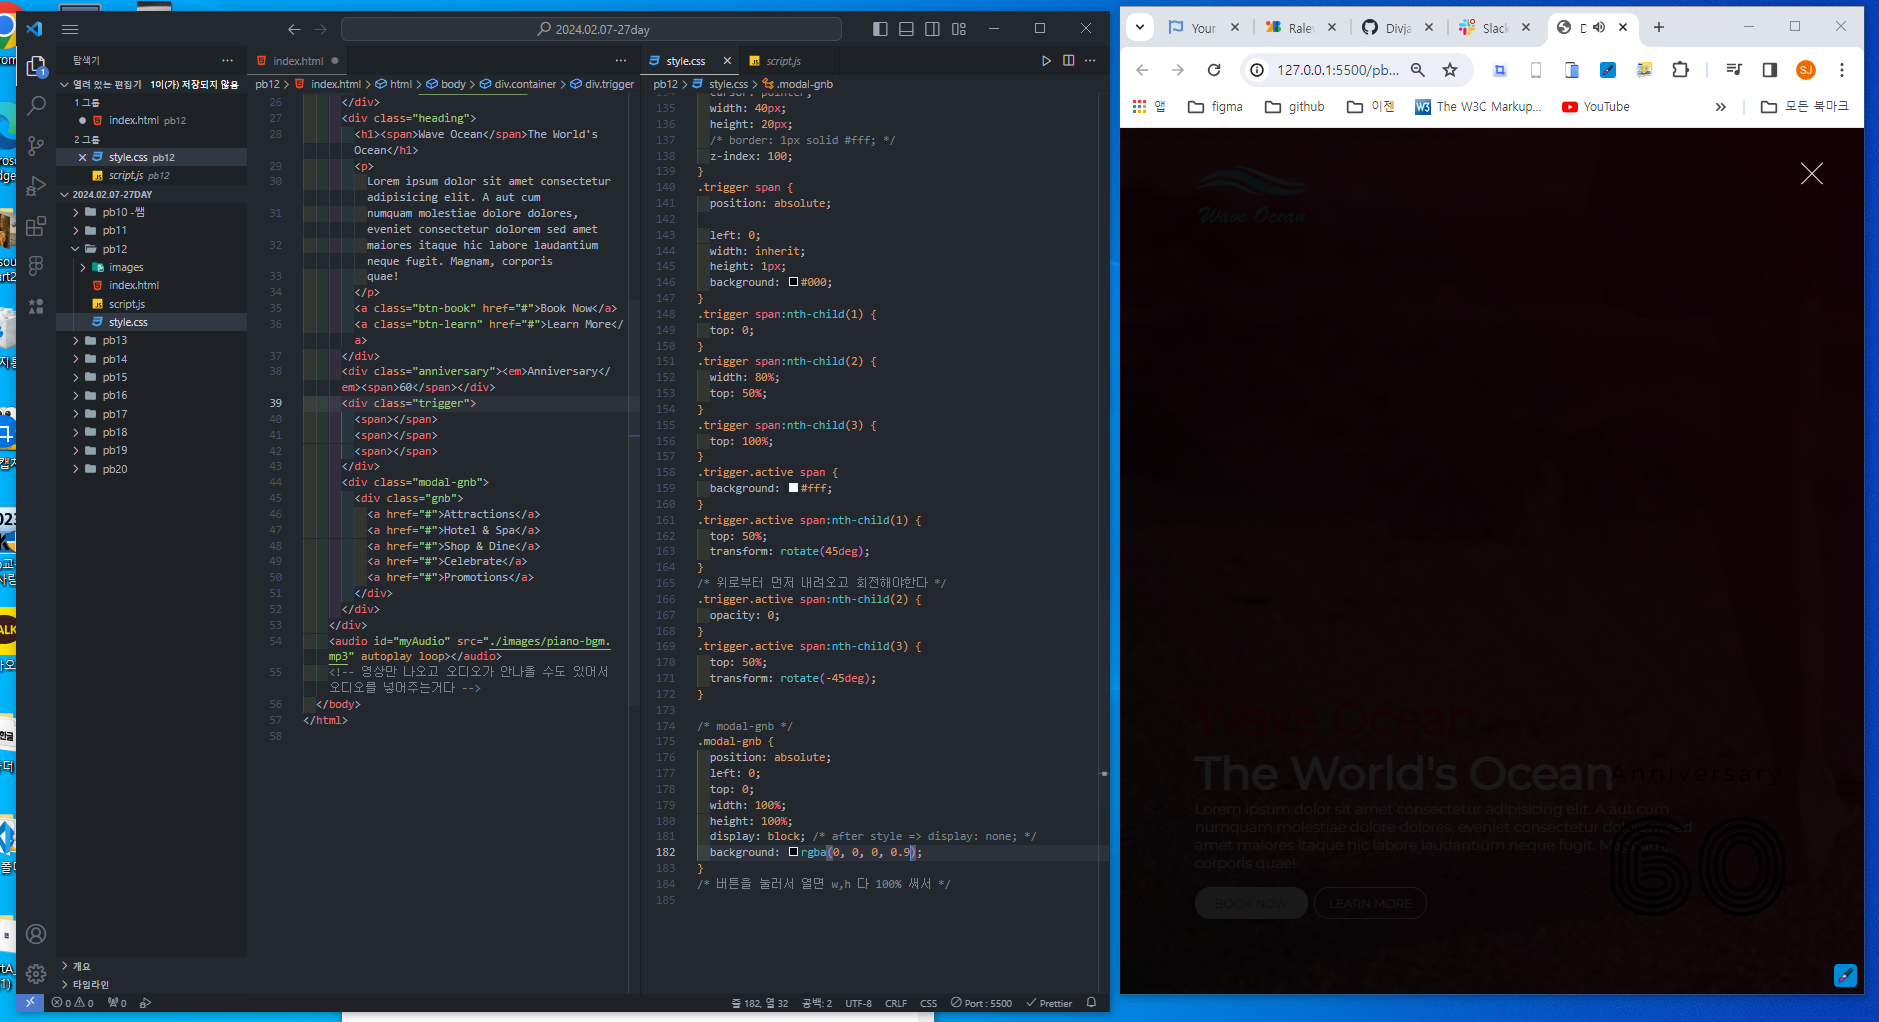 2024.02.07-27day
탐색기
열려 있는 편집기 1이(가) 저장되지 않음
1 그룹
index.html pb12
2 그룹
style.css pb12
script.js pb12
2024.02.07-27DAY
pb10 -쌤
pb11
pb12
images
index.html
script.js
style.css
pb13
pb14
pb15
pb16
pb17
pb18
pb19
pb20
개요
타임라인
index.html
pb12 > index.html > html > body > div.container > div.trigger
26 </div>
27 <div class="heading">
28 <h1><span>Wave Ocean</span>The World's
Ocean</h1>
29 <p>
30 Lorem ipsum dolor sit amet consectetur
adipisicing elit. A aut cum
31 numquam molestiae dolore dolores,
eveniet consectetur dolorem sed amet
32 maiores itaque hic labore laudantium
neque fugit. Magnam, corporis
33 quae!
34 </p>
35 <a class="btn-book" href="#">Book Now</a>
36 <a class="btn-learn" href="#">Learn More</
a>
37 </div>
38 <div class="anniversary"><em>Anniversary</
em><span>60</span></div>
39 <div class="trigger">
40 <span></span>
41 <span></span>
42 <span></span>
43 </div>
44 <div class="modal-gnb">
45 <div class="gnb">
46 <a href="#">Attractions</a>
47 <a href="#">Hotel & Spa</a>
48 <a href="#">Shop & Dine</a>
49 <a href="#">Celebrate</a>
50 <a href="#">Promotions</a>
51 </div>
52 </div>
53 </div>
54 <audio id="myAudio" src="./images/piano-bgm.
mp3" autoplay loop></audio>
55 <!-- 영상만 나오고 오디오가 안나올 수도 있어서
오디오를 넣어주는거다 -->
56 </body>
57 </html>
58
style.css
script.js
pb12 > style.css > .modal-gnb
134 cursor: pointer;
135 width: 40px;
136 height: 20px;
137 /* border: 1px solid #fff; */
138 z-index: 100;
139 }
140 .trigger span {
141 position: absolute;
142
143 left: 0;
144 width: inherit;
145 height: 1px;
146 background: #000;
147 }
148 .trigger span:nth-child(1) {
149 top: 0;
150 }
151 .trigger span:nth-child(2) {
152 width: 80%;
153 top: 50%;
154 }
155 .trigger span:nth-child(3) {
156 top: 100%;
157 }
158 .trigger.active span {
159 background: #fff;
160 }
161 .trigger.active span:nth-child(1) {
162 top: 50%;
163 transform: rotate(45deg);
164 }
165 /* 위로부터 먼저 내려오고 회전해야한다 */
166 .trigger.active span:nth-child(2) {
167 opacity: 0;
168 }
169 .trigger.active span:nth-child(3) {
170 top: 50%;
171 transform: rotate(-45deg);
172 }
173
174 /* modal-gnb */
175 .modal-gnb {
176 position: absolute;
177 left: 0;
178 top: 0;
179 width: 100%;
180 height: 100%;
181 display: block; /* after style => display: none; */
182 background: rgba(0, 0, 0, 0.9);
183 }
184 /* 버튼을 눌러서 열면 w,h 다 100% 써서 */
185
0 0 0
줄 182, 열 32 공백: 2 UTF-8 CRLF CSS Port : 5500 Prettier
Your
Ralev
Divja
Slack
127.0.0.1:5500/pb...
SJ
앱 figma github 이젠 The W3C Markup... YouTube » 모든 북마크
Wave Ocean
Wave Ocean
The World's Ocean
Anniversary
Lorem ipsum dolor sit amet consectetur adipisicing elit. A aut cum
numquam molestiae dolore dolores, eveniet consectetur dolorem sed
amet maiores itaque hic labore laudantium neque fugit. Magnam,
corporis quae!
60
BOOK NOW LEARN MORE